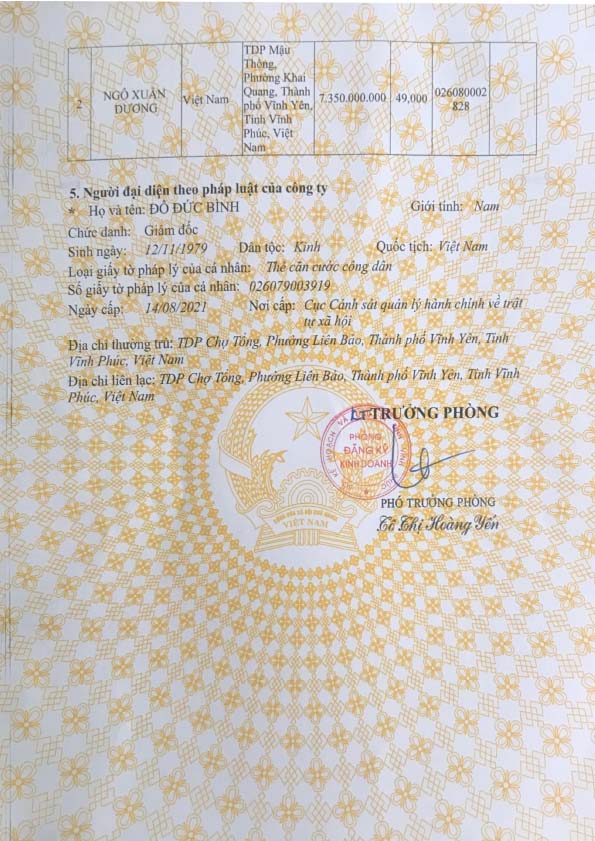 2
NGÔ XUÂN
DƯƠNG
Việt Nam
TDP Mậu
Thông,
Phường Khai
Quang, Thành
phố Vĩnh Yên,
Tỉnh Vĩnh
Phúc, Việt
Nam
7.350.000.000
49,000
026080002
828
5. Người đại diện theo pháp luật của công ty
* Họ và tên: ĐỖ ĐỨC BÌNH Giới tính: Nam
Chức danh: Giám đốc
Sinh ngày: 12/11/1979 Dân tộc: Kinh Quốc tịch: Việt Nam
Loại giấy tờ pháp lý của cá nhân: Thẻ căn cước công dân
Số giấy tờ pháp lý của cá nhân: 026079003919
Ngày cấp: 14/08/2021 Nơi cấp: Cục Cảnh sát quản lý hành chính về trật
tự xã hội
Địa chỉ thường trú: TDP Chợ Tổng, Phường Liên Bảo, Thành phố Vĩnh Yên, Tỉnh
Vĩnh Phúc, Việt Nam
Địa chỉ liên lạc: TDP Chợ Tổng, Phường Liên Bảo, Thành phố Vĩnh Yên, Tỉnh Vĩnh
Phúc, Việt Nam
TRƯỞNG PHÒNG
PHÒNG
ĐĂNG KÝ
KINH DOANH
PHÓ TRƯỞNG PHÒNG
Tô Thị Hoàng Yến
VIỆT NAM